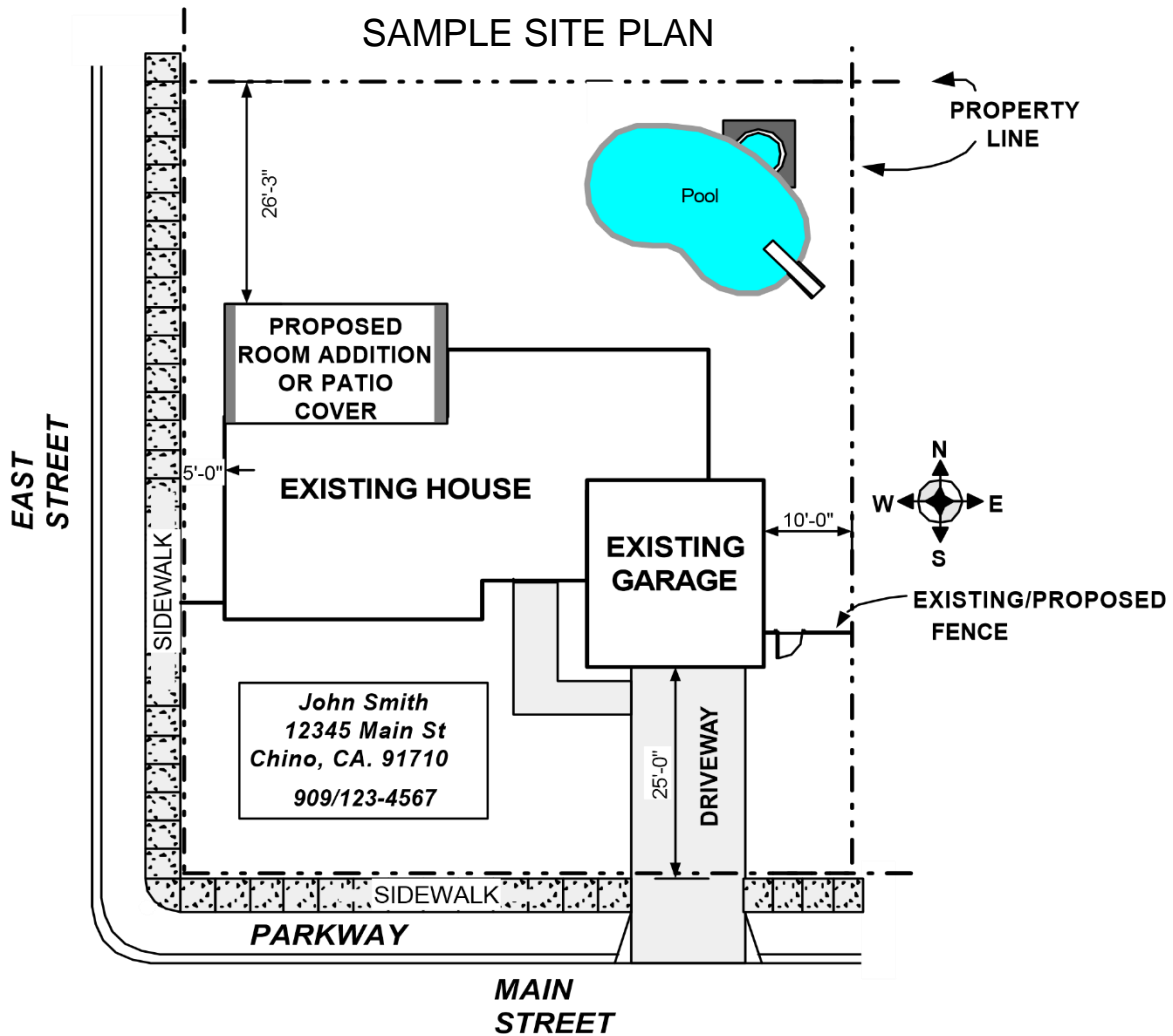 SAMPLE SITE PLAN
PROPERTY
LINE
26'-3"
Pool
PROPOSED
ROOM ADDITION
OR PATIO
COVER
EAST
STREET
5'-0"
EXISTING HOUSE
N
W
E
S
10'-0"
EXISTING
GARAGE
SIDEWALK
EXISTING/PROPOSED
FENCE
John Smith
12345 Main St
Chino, CA. 91710
909/123-4567
25'-0"
DRIVEWAY
SIDEWALK
PARKWAY
MAIN
STREET